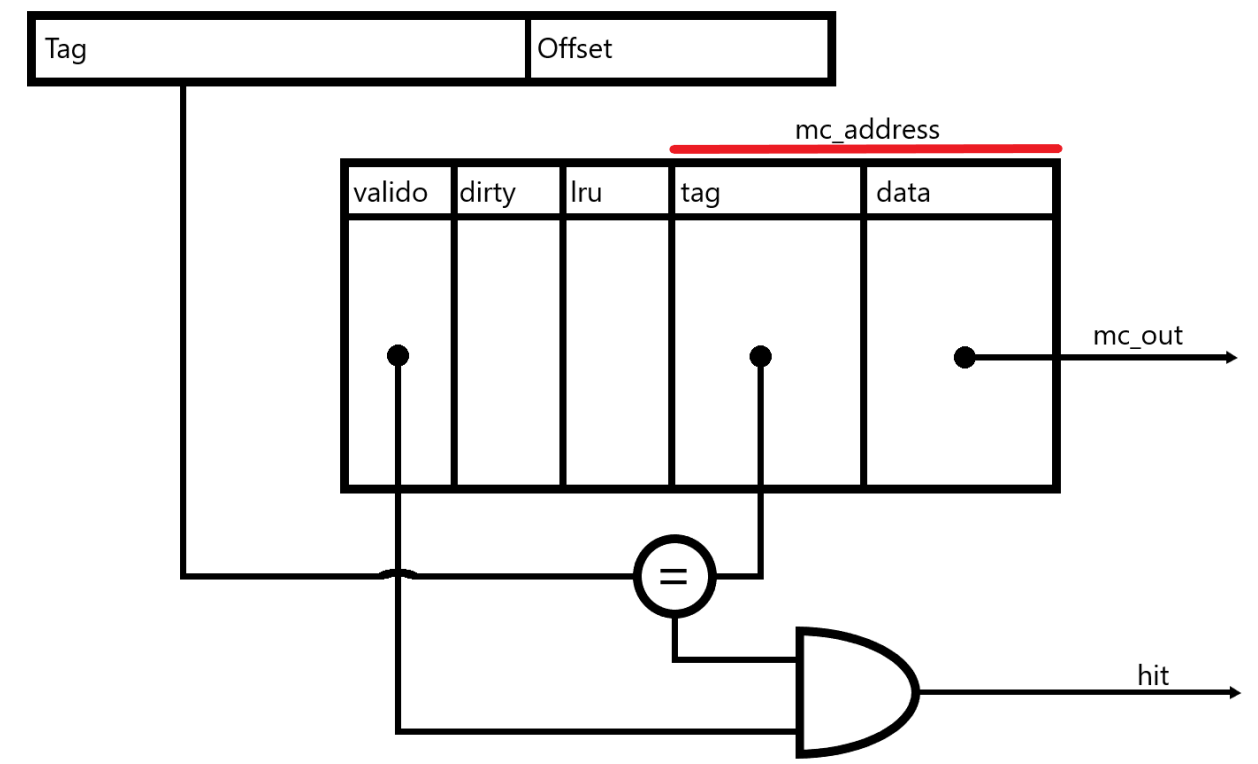 Tag
Offset
mc_address
valido
dirty
lru
tag
data
mc_out
=
hit